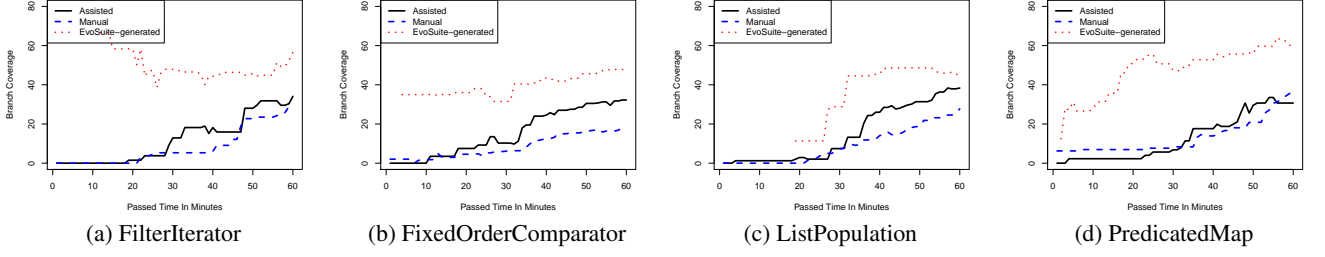 Assisted
Manual
EvoSuite-generated
80
60
40
20
0
Branch Coverage
0 10 20 30 40 50 60
Passed Time In Minutes
(a) FilterIterator
Assisted
Manual
EvoSuite-generated
80
60
40
20
0
Branch Coverage
0 10 20 30 40 50 60
Passed Time In Minutes
(b) FixedOrderComparator
Assisted
Manual
EvoSuite-generated
80
60
40
20
0
Branch Coverage
0 10 20 30 40 50 60
Passed Time In Minutes
(c) ListPopulation
Assisted
Manual
EvoSuite-generated
80
60
40
20
0
Branch Coverage
0 10 20 30 40 50 60
Passed Time In Minutes
(d) PredicatedMap